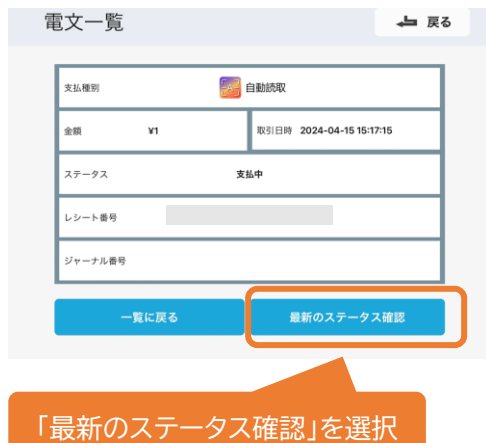 電文一覧
戻る
支払種別 自動読取
金額 ¥1 取引日時 2024-04-15 15:17:15
ステータス 支払中
レシート番号
ジャーナル番号
一覧に戻る 最新のステータス確認
「最新のステータス確認」を選択